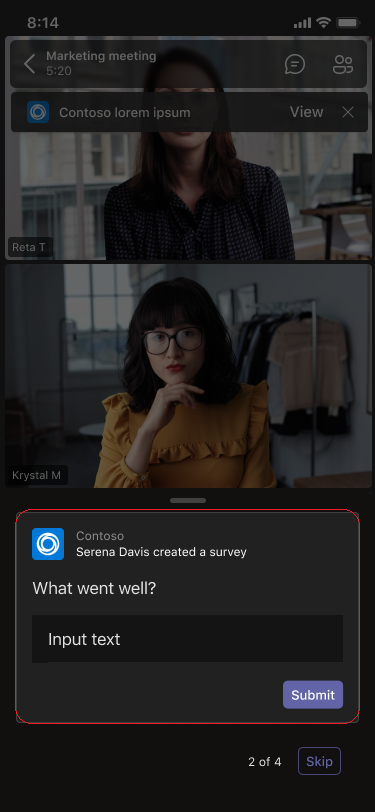 8:14
Marketing meeting
5:20
Contoso lorem ipsum View
Reta T
Krystal M
Contoso
Serena Davis created a survey
What went well?
Input text
Submit
2 of 4 Skip